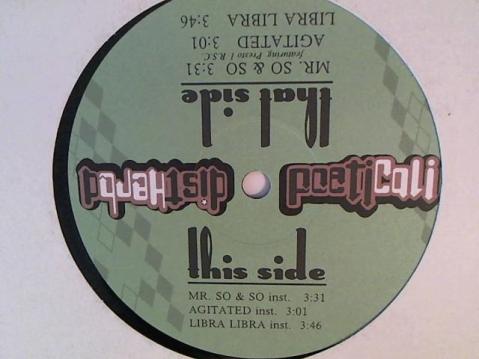 that side
MR. SO & SO 3:31
featuring Presto 1 R.S.C.
AGITATED 3:01
LIBRA LIBRA 3:46
poetiCali
this side
MR. SO & SO inst. 3:31
AGITATED inst. 3:01
LIBRA LIBRA inst. 3:46